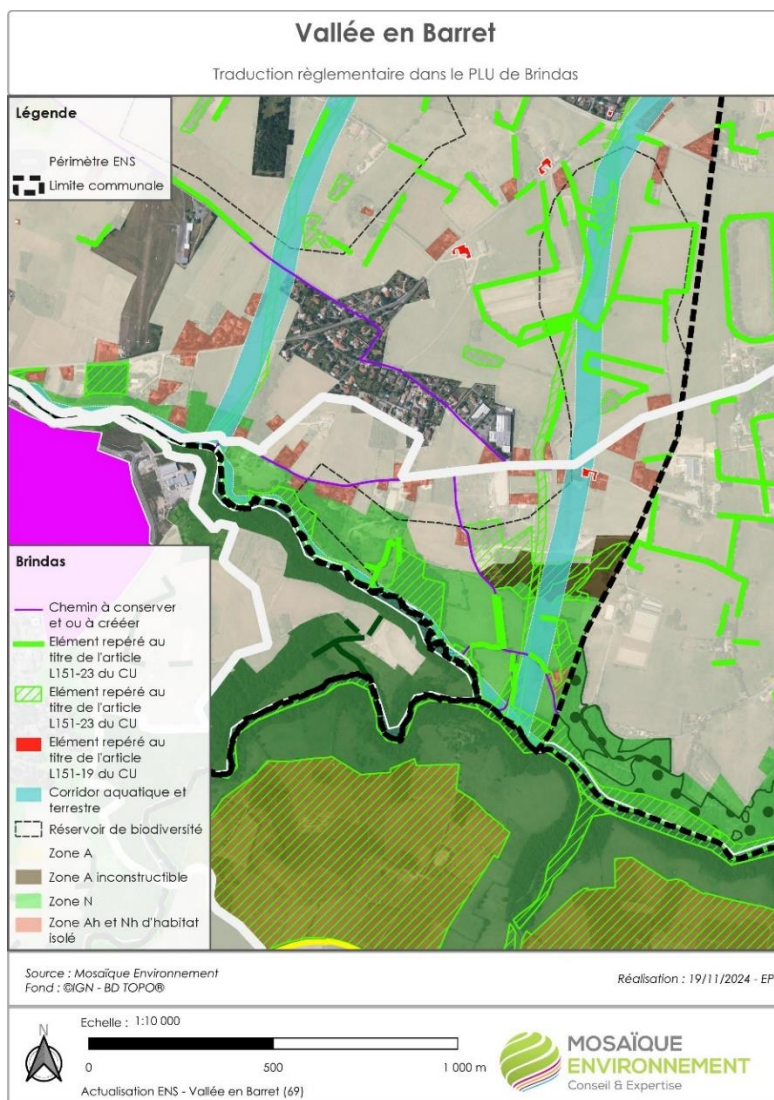 Vallée en Barret
Traduction règlementaire dans le PLU de Brindas
Légende
Périmètre ENS
Limite communale
Brindas
Chemin à conserver
et ou à créeér
Elément repéré au
titre de l'article
L151-23 du CU
Elément repéré au
titre de l'article
L151-23 du CU
Elément repéré au
titre de l'article
L151-19 du CU
Corridor aquatique et
terrestre
Réservoir de biodiversité
Zone A
Zone A inconstructible
Zone N
Zone Ah et Nh d'habitat
isolé
Source : Mosaïque Environnement
Fond : ©IGN - BD TOPO®
Réalisation : 19/11/2024 - EP
N
Echelle : 1:10 000
0 500 1 000 m
Actualisation ENS - Vallée en Barret (69)
MOSAÏQUE
ENVIRONNEMENT
Conseil & Expertise